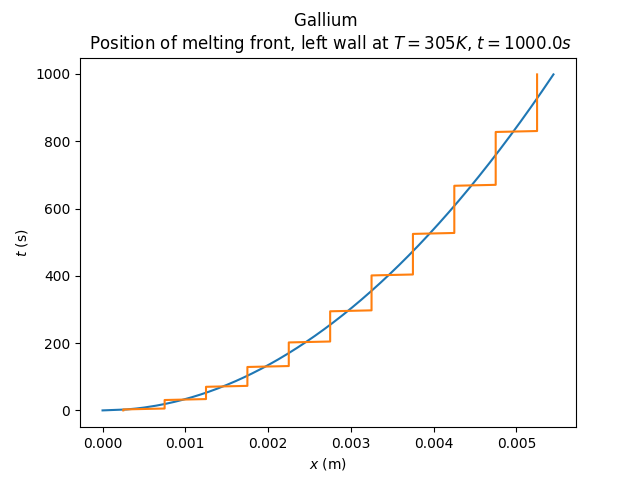 Gallium
Position of melting front, left wall at T = 305K, t = 1000.0s
1000
800
600
400
200
0
t (s)
0.000 0.001 0.002 0.003 0.004 0.005
x (m)